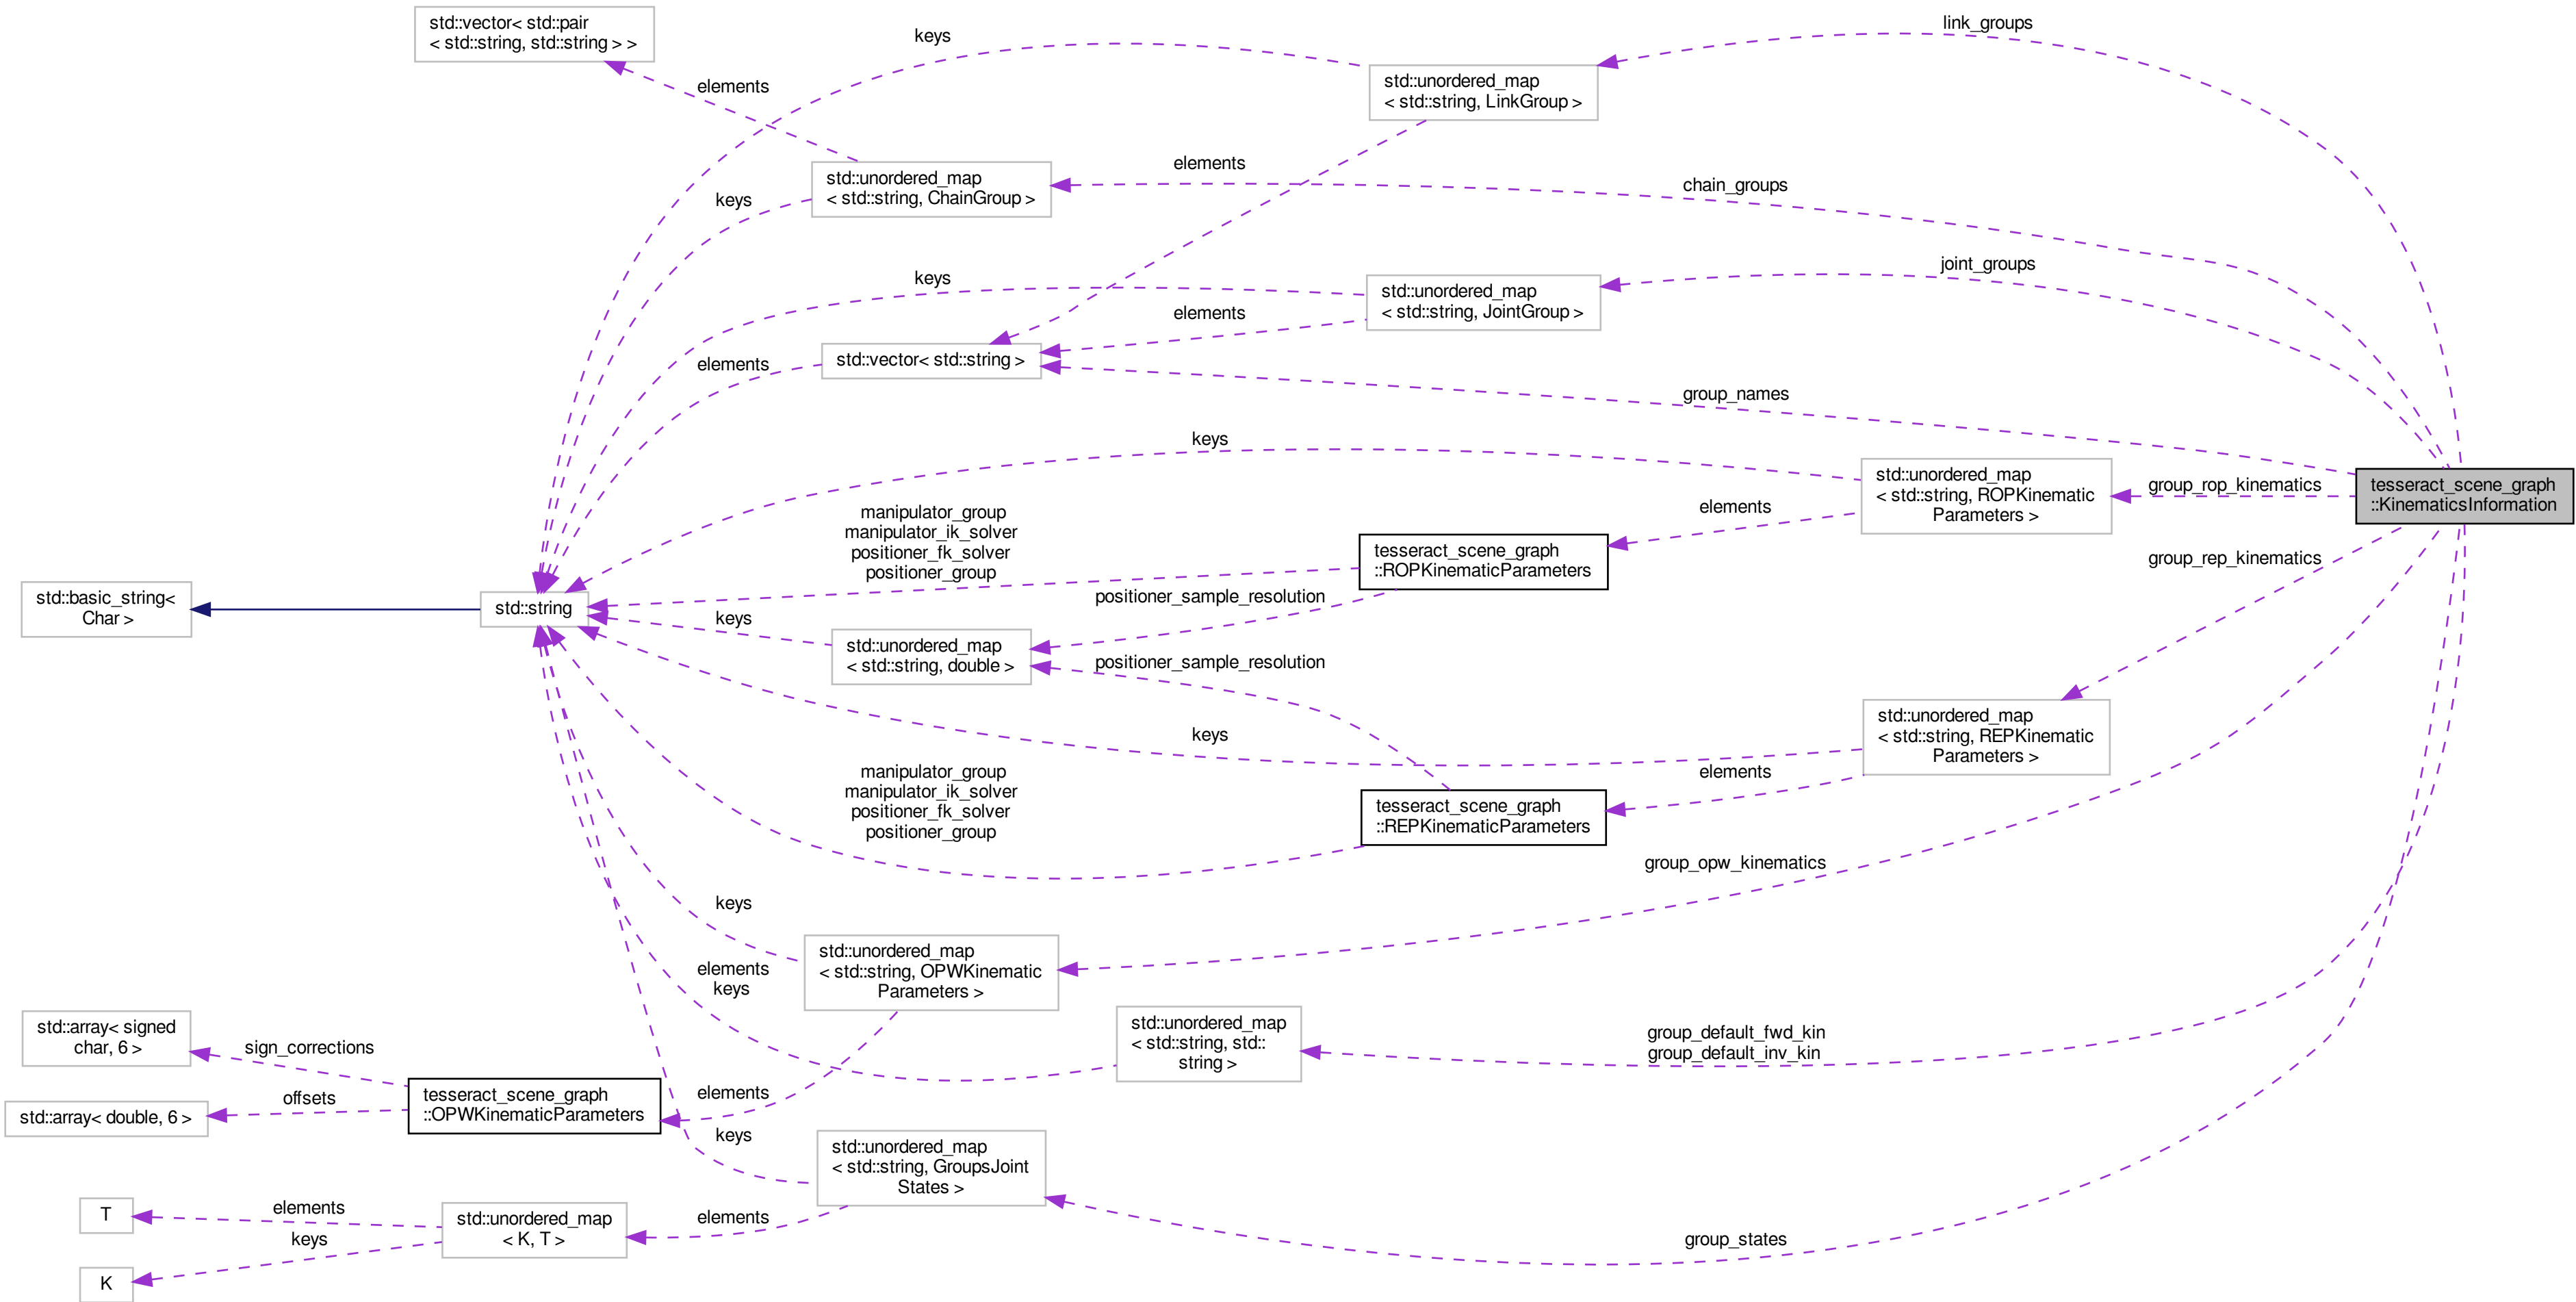 std::vector< std::pair
< std::string, std::string > >
keys
link_groups
elements
std::unordered_map
< std::string, LinkGroup >
elements
std::unordered_map
< std::string, ChainGroup >
keys
chain_groups
keys
joint_groups
std::unordered_map
< std::string, JointGroup >
elements
std::vector< std::string >
elements
group_names
keys
std::unordered_map
< std::string, ROPKinematic
Parameters >
group_rop_kinematics
tesseract_scene_graph
::KinematicsInformation
elements
manipulator_group
manipulator_ik_solver
positioner_fk_solver
positioner_group
tesseract_scene_graph
::ROPKinematicParameters
group_rep_kinematics
std::basic_string<
Char >
std::string
positioner_sample_resolution
keys
std::unordered_map
< std::string, double >
positioner_sample_resolution
keys
std::unordered_map
< std::string, REPKinematic
Parameters >
elements
manipulator_group
manipulator_ik_solver
positioner_fk_solver
positioner_group
tesseract_scene_graph
::REPKinematicParameters
group_opw_kinematics
keys
std::unordered_map
< std::string, OPWKinematic
Parameters >
elements
keys
std::unordered_map
< std::string, std::
string >
group_default_fwd_kin
group_default_inv_kin
std::array< signed
char, 6 >
sign_corrections
offsets
std::array< double, 6 >
tesseract_scene_graph
::OPWKinematicParameters
elements
keys
std::unordered_map
< std::string, GroupsJoint
States >
T
elements
keys
std::unordered_map
< K, T >
elements
group_states
K